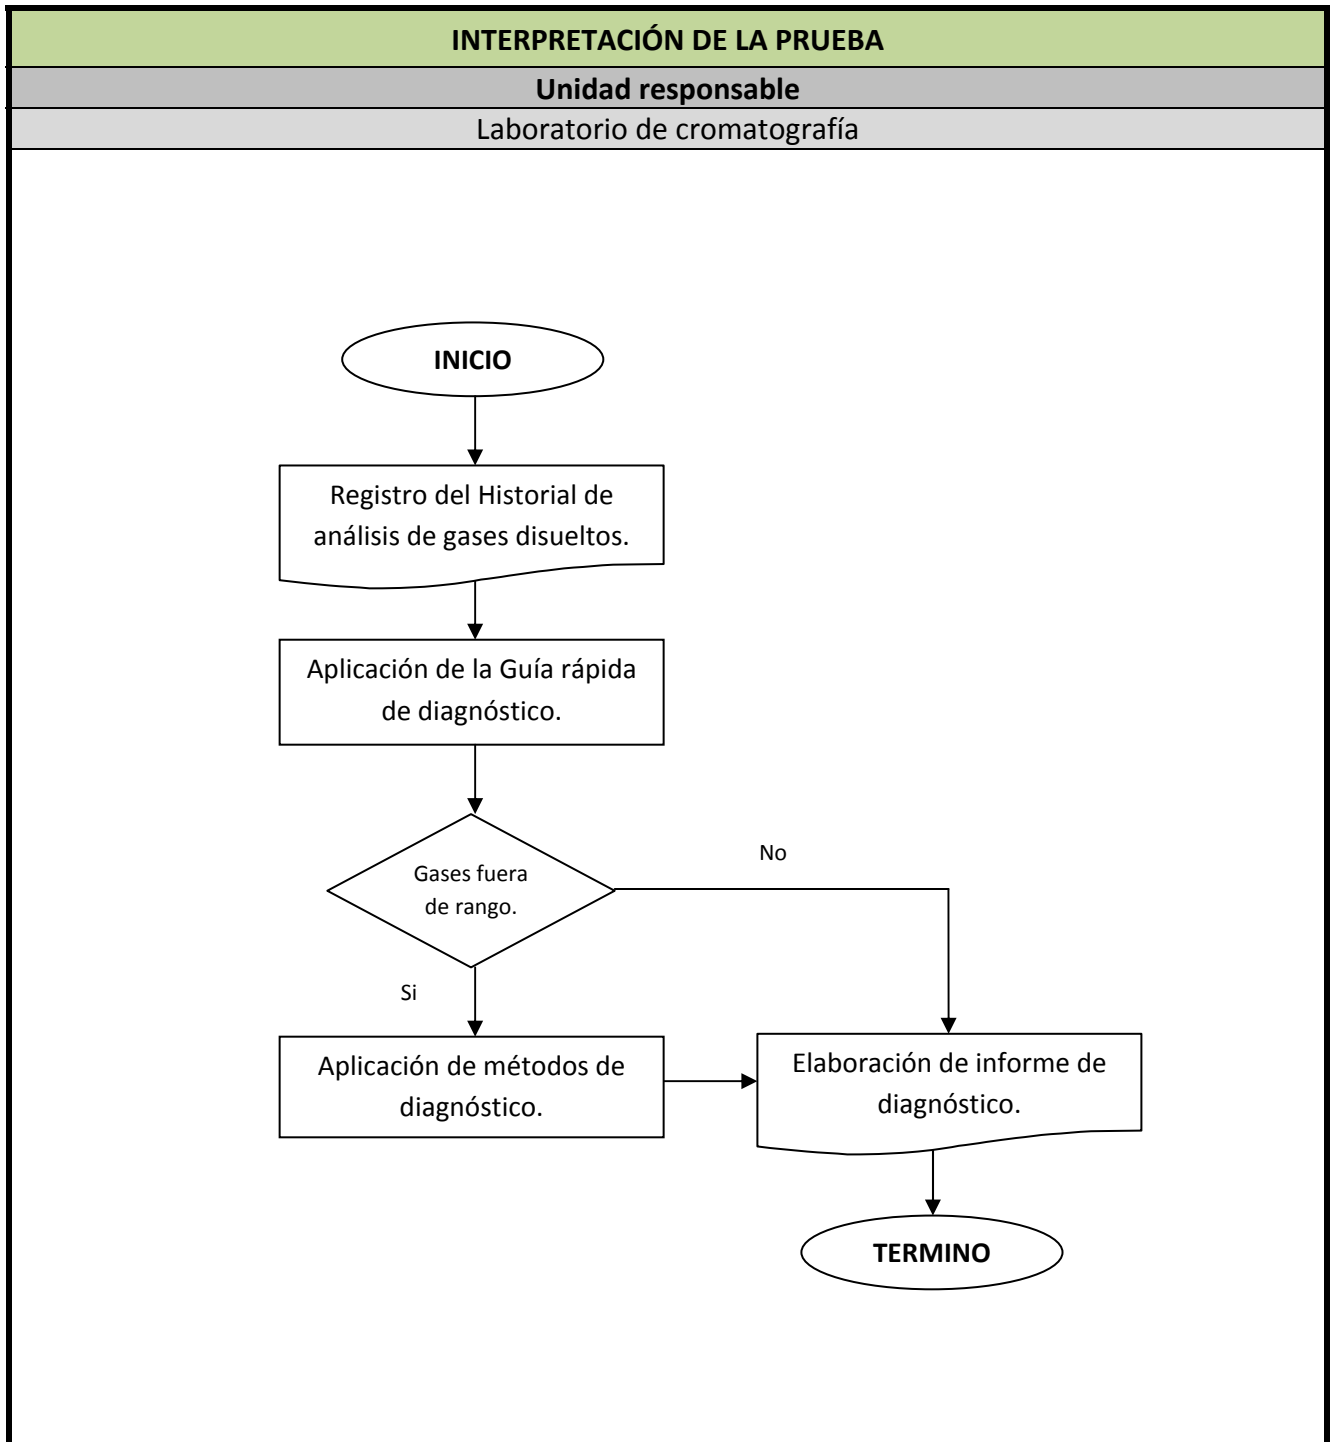 INTERPRETACIÓN DE LA PRUEBA
Unidad responsable
Laboratorio de cromatografía
INICIO
Registro del Historial de
análisis de gases disueltos.
Aplicación de la Guía rápida
de diagnóstico.
Gases fuera
de rango.
No
Si
Aplicación de métodos de
diagnóstico.
Elaboración de informe de
diagnóstico.
TERMINO